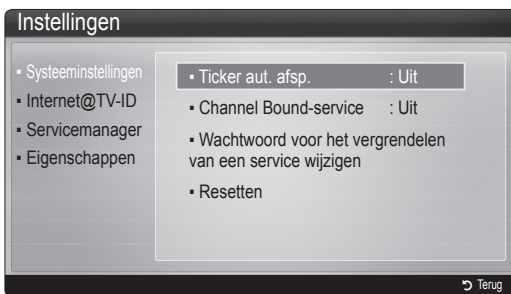 Instellingen
▪ Systeeminstellingen
▪ Internet@TV-ID
▪ Servicemanager
▪ Eigenschappen
▪ Ticker aut. afsp. : Uit
▪ Channel Bound-service : Uit
▪ Wachtwoord voor het vergrendelen
van een service wijzigen
▪ Resetten
Terug